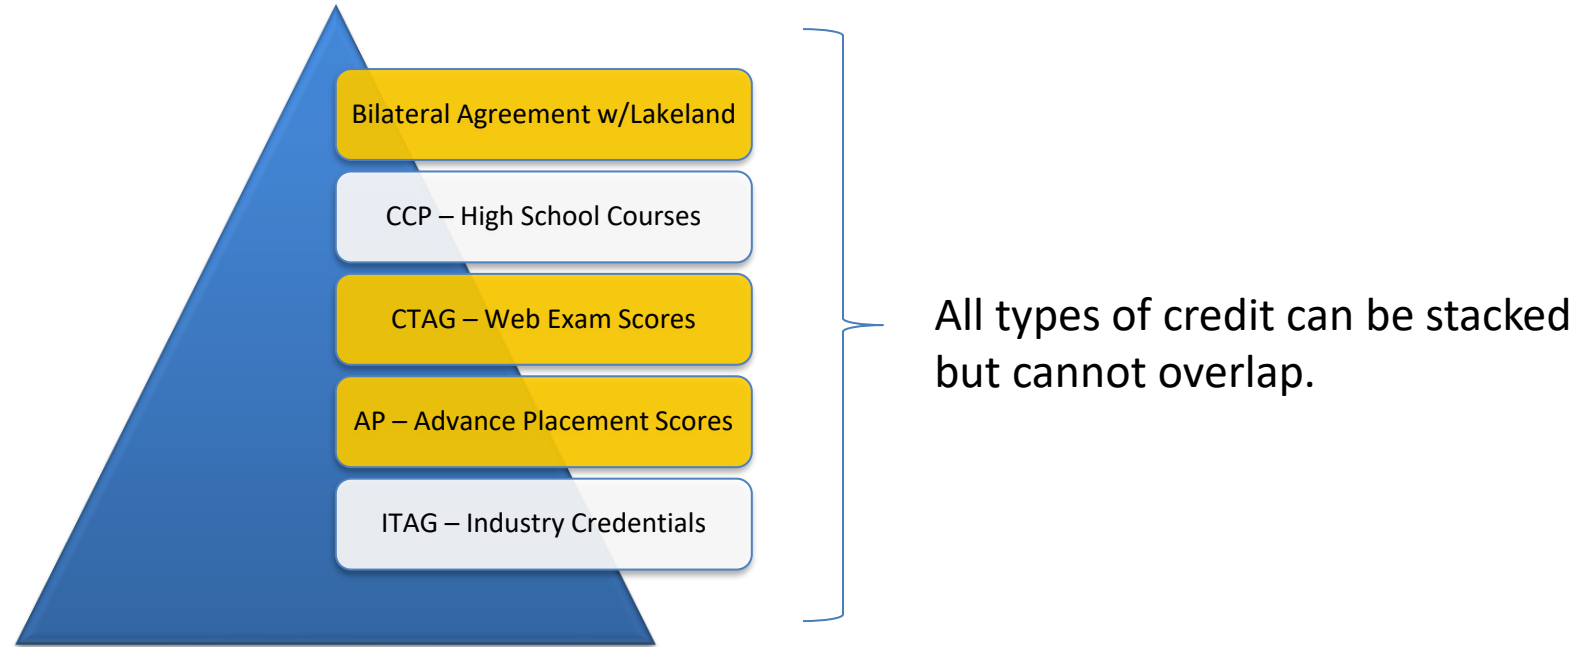 Bilateral Agreement w/Lakeland
CCP – High School Courses
CTAG – Web Exam Scores
AP – Advance Placement Scores
ITAG – Industry Credentials
All types of credit can be stacked
but cannot overlap.